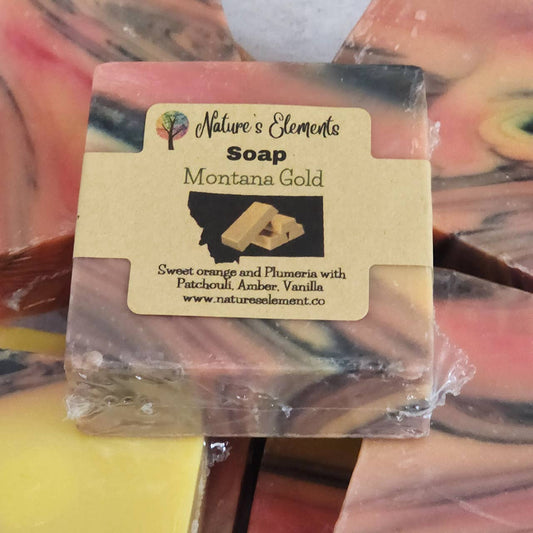 Nature's Elements
Soap
Montana Gold
Sweet orange and Plumeria with
Patchouli, Amber, Vanilla
www.natureselement.co